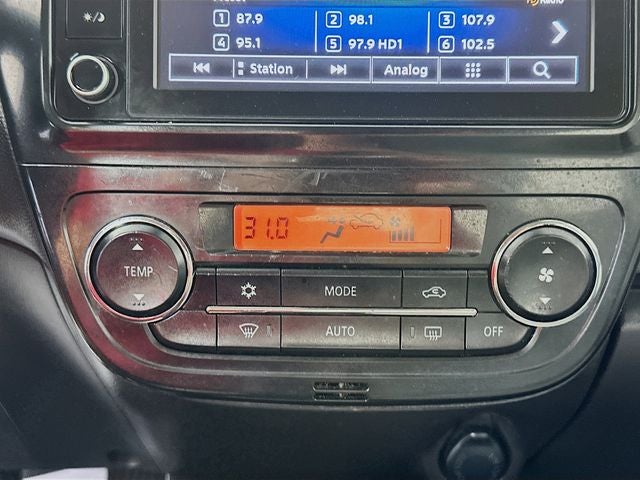 1 87.9 2 98.1 3 107.9
4 95.1 5 97.9 HD1 6 102.5
Station Analog
31.0
TEMP
MODE
AUTO OFF